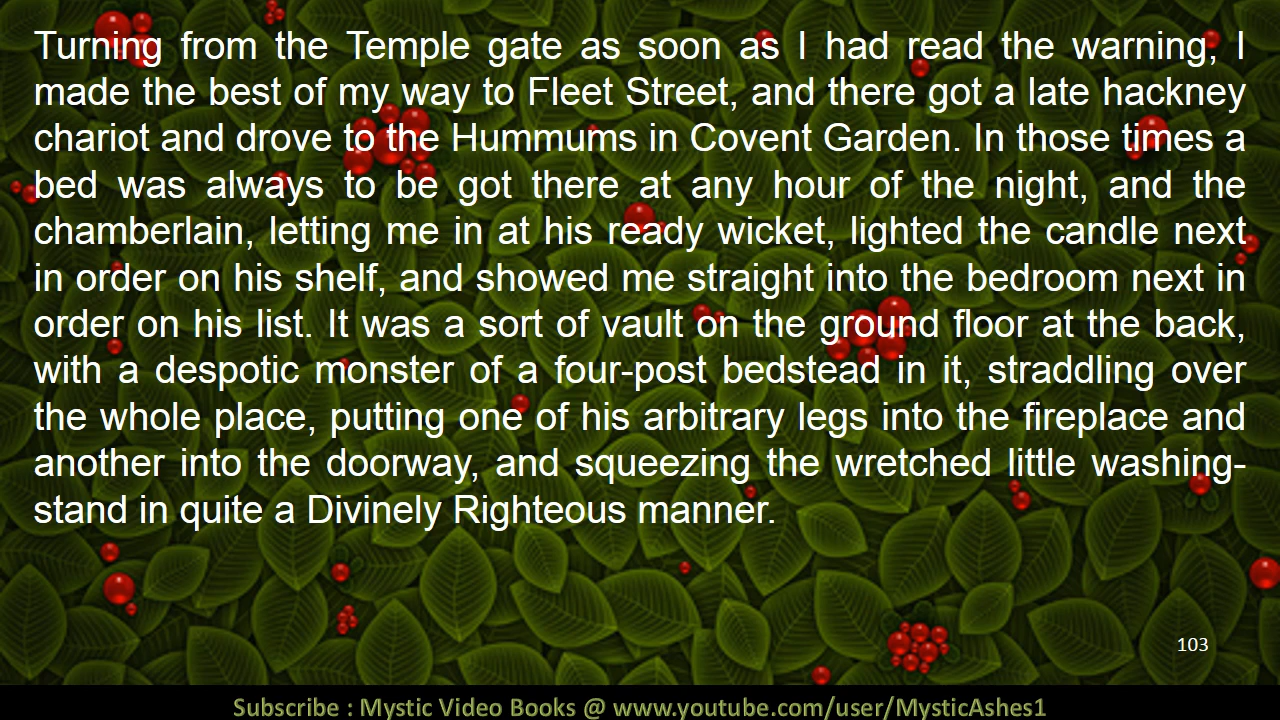 Turning from the Temple gate as soon as I had read the warning, I
made the best of my way to Fleet Street, and there got a late hackney
chariot and drove to the Hummums in Covent Garden. In those times a
bed was always to be got there at any hour of the night, and the
chamberlain, letting me in at his ready wicket, lighted the candle next
in order on his shelf, and showed me straight into the bedroom next in
order on his list. It was a sort of vault on the ground floor at the back,
with a despotic monster of a four-post bedstead in it, straddling over
the whole place, putting one of his arbitrary legs into the fireplace and
another into the doorway, and squeezing the wretched little washing-
stand in quite a Divinely Righteous manner.
103
Subscribe : Mystic Video Books @ www.youtube.com/user/MysticAshes1